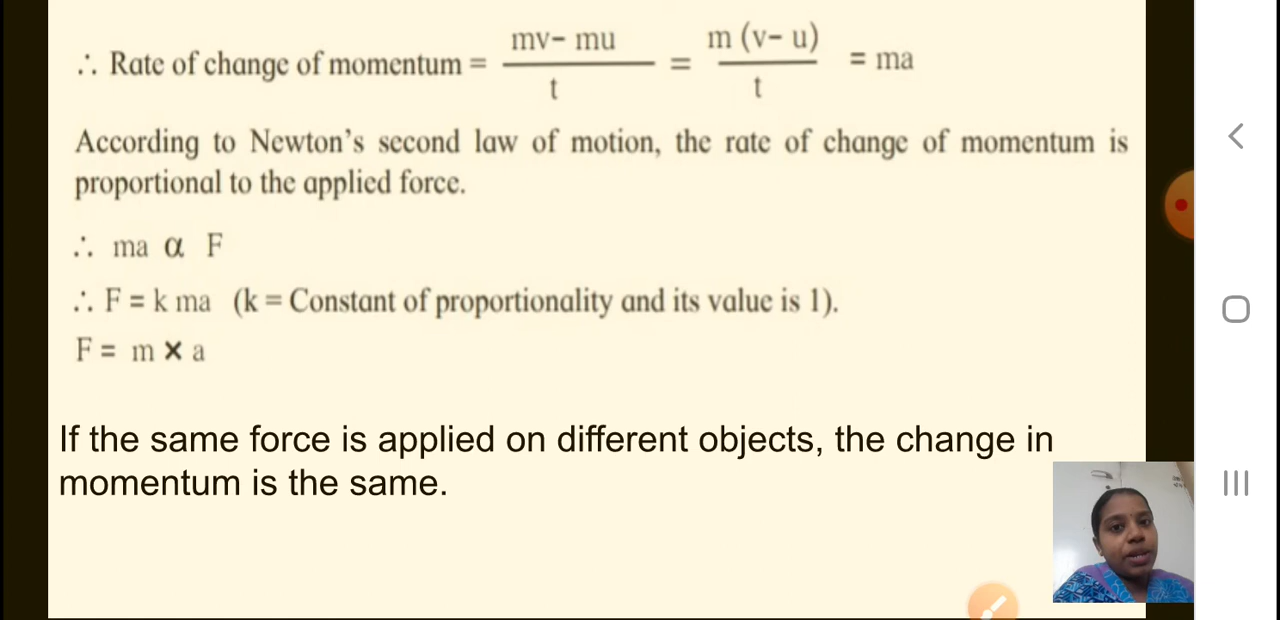 ∴ Rate of change of momentum = mv- mu / t = m (v- u) / t = ma
According to Newton's second law of motion, the rate of change of momentum is
proportional to the applied force.
∴ ma α F
∴ F = k ma (k = Constant of proportionality and its value is 1).
F = m × a
If the same force is applied on different objects, the change in
momentum is the same.